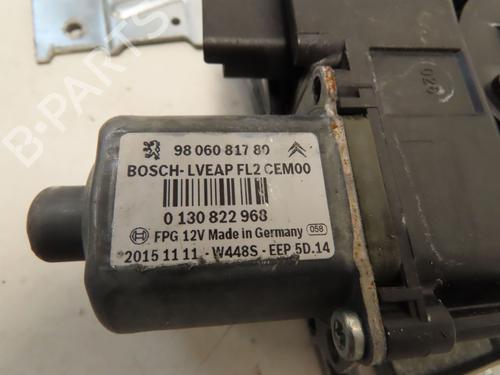 98 060 817 80
BOSCH-LVEAP FL2 CEM00
0 130 822 968
FPG 12V Made in Germany 058
2015 11 11 - W448S - EEP 5D.14
B-PARTS